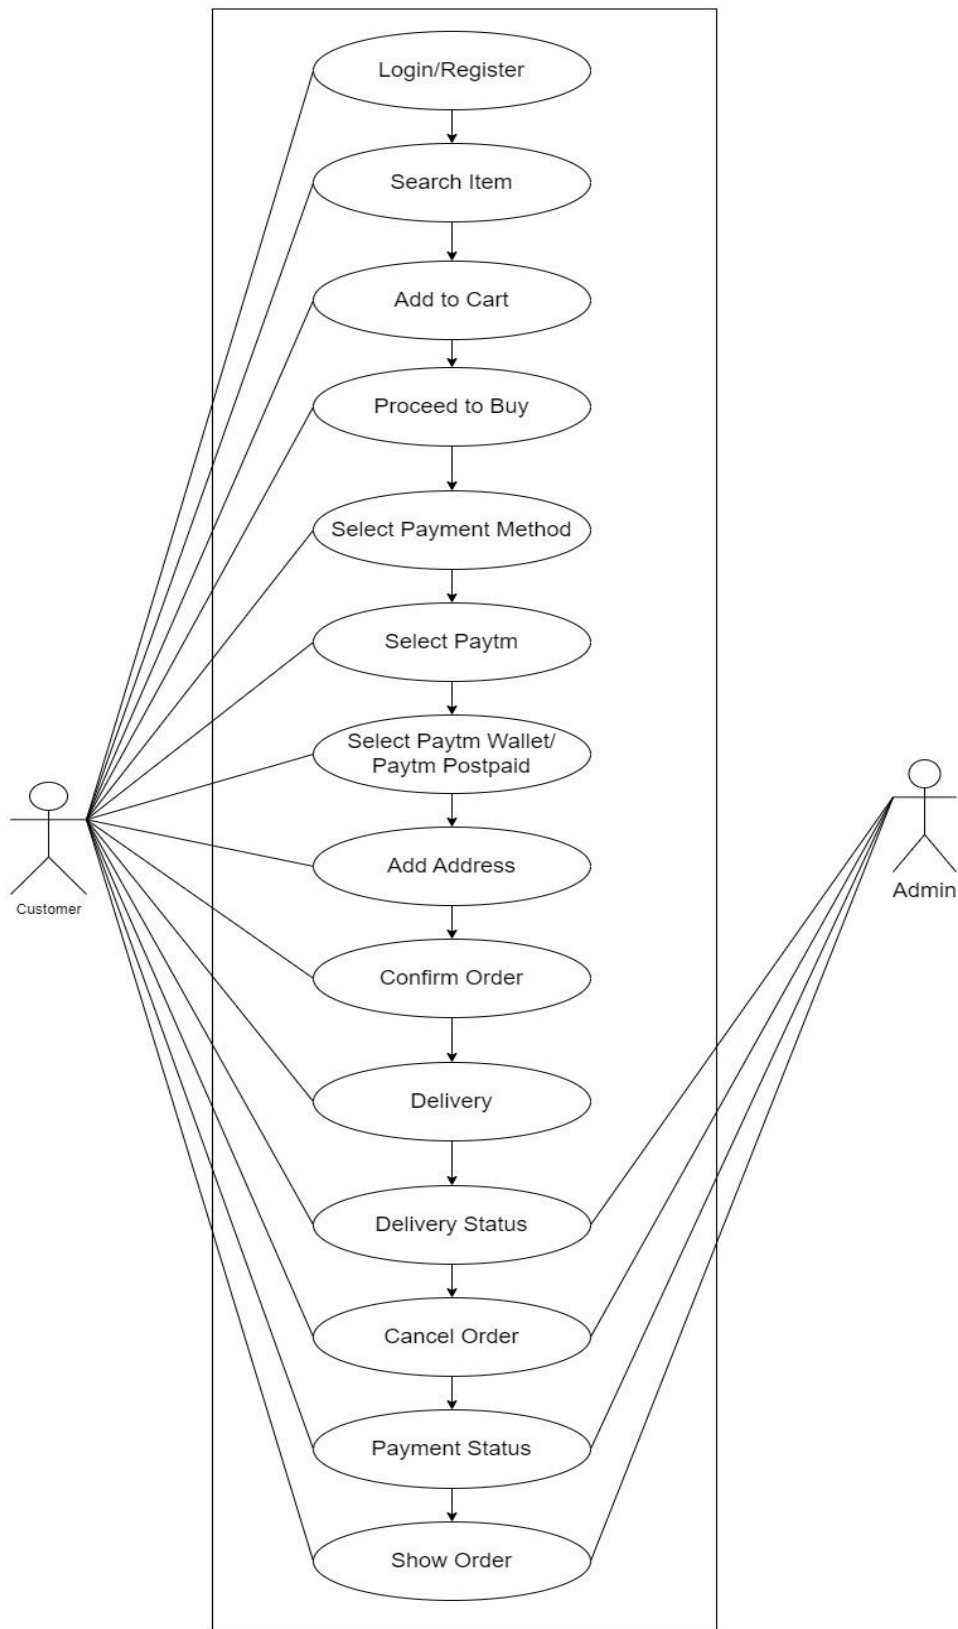 Login/Register
Search Item
Add to Cart
Proceed to Buy
Select Payment Method
Select Paytm
Select Paytm Wallet/
Paytm Postpaid
Add Address
Customer
Admin
Confirm Order
Delivery
Delivery Status
Cancel Order
Payment Status
Show Order